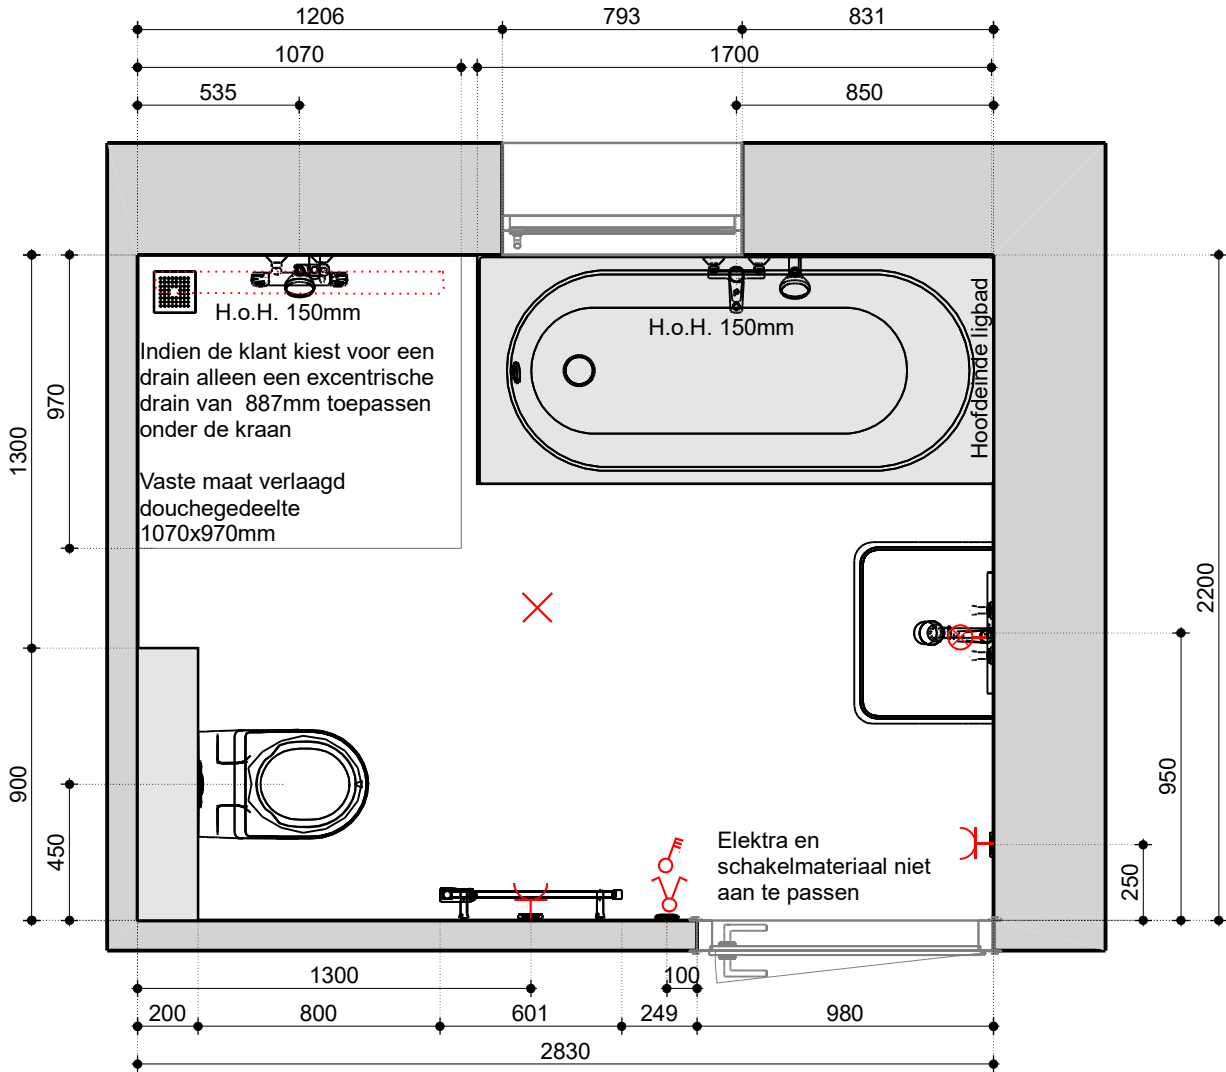 1206
793
831
1070
1700
535
850
H.o.H. 150mm
H.o.H. 150mm
Hoofdeinde ligbad
Indien de klant kiest voor een
drain alleen een excentrische
drain van  887mm toepassen
onder de kraan
Vaste maat verlaagd
douchegedeelte
1070x970mm
970
1300
900
450
2200
950
250
Elektra en
schakelmateriaal niet
aan te passen
1300
100
200
800
601
249
980
2830